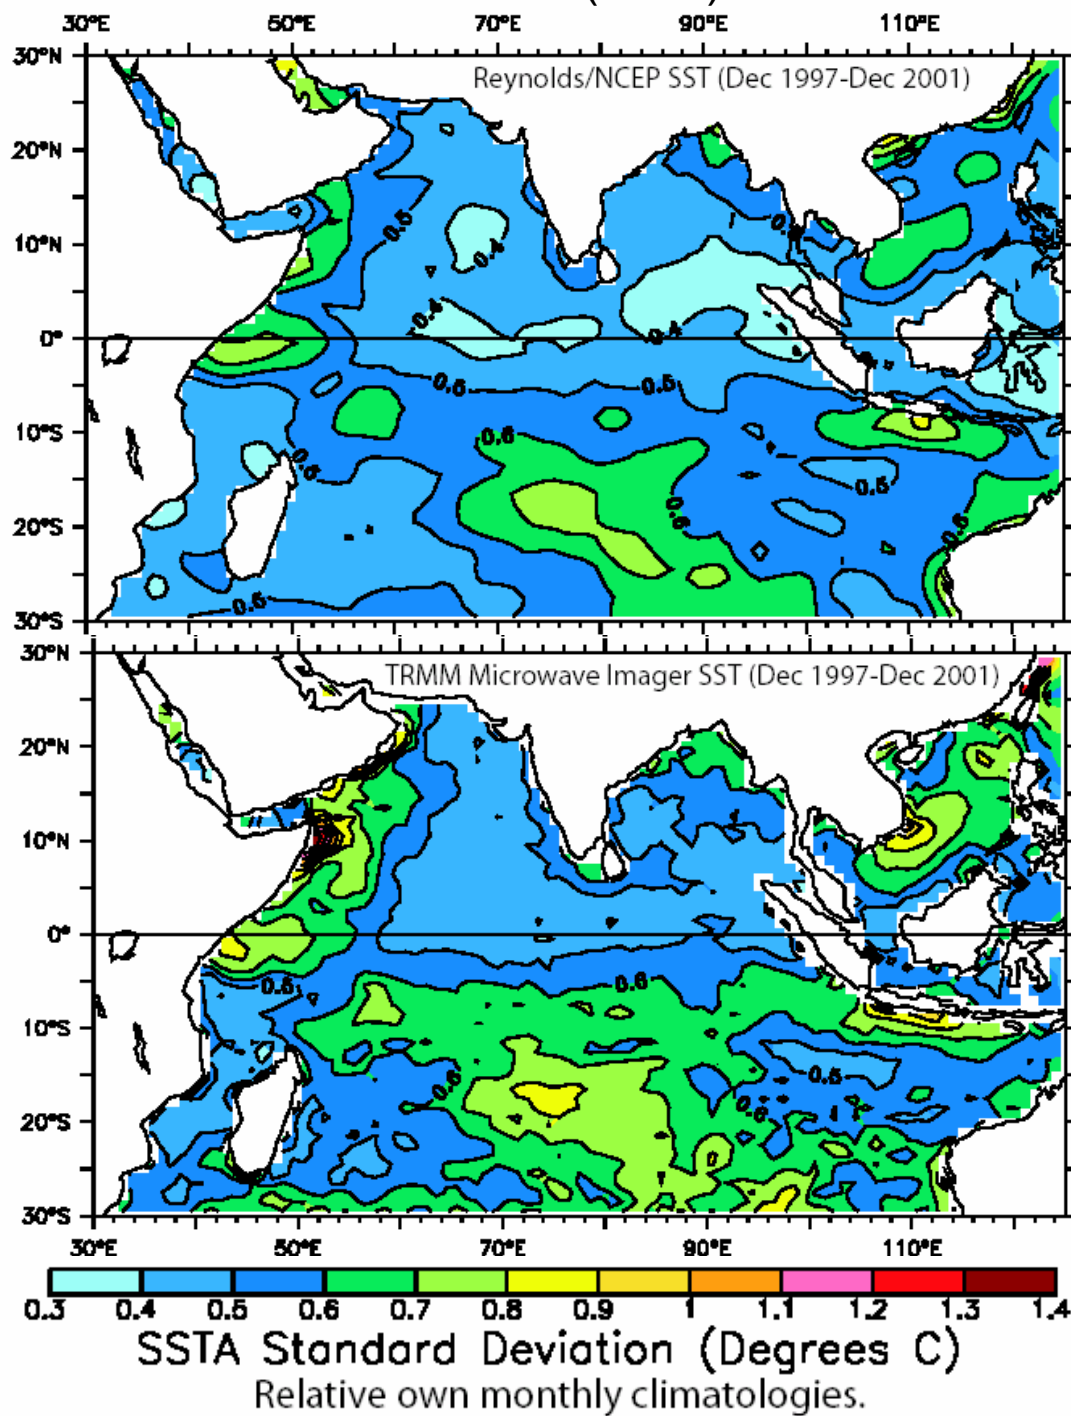 30°E 50°E 70°E 90°E 110°E
30°N
Reynolds/NCEP SST (Dec 1997-Dec 2001)
20°N
0.5
10°N
0.4
0.4
0.4
0°
0.5
0.5
10°S
0.6
0.5
0.5
0.6
20°S
0.6
0.5
30°S
30°N
TRMM Microwave Imager SST (Dec 1997-Dec 2001)
20°N
10°N
0°
0.5
0.6
10°S
0.5
0.6
0.6
20°S
30°S
30°E 50°E 70°E 90°E 110°E
0.3 0.4 0.5 0.6 0.7 0.8 0.9 1 1.1 1.2 1.3 1.4
SSTA Standard Deviation (Degrees C)
Relative own monthly climatologies.